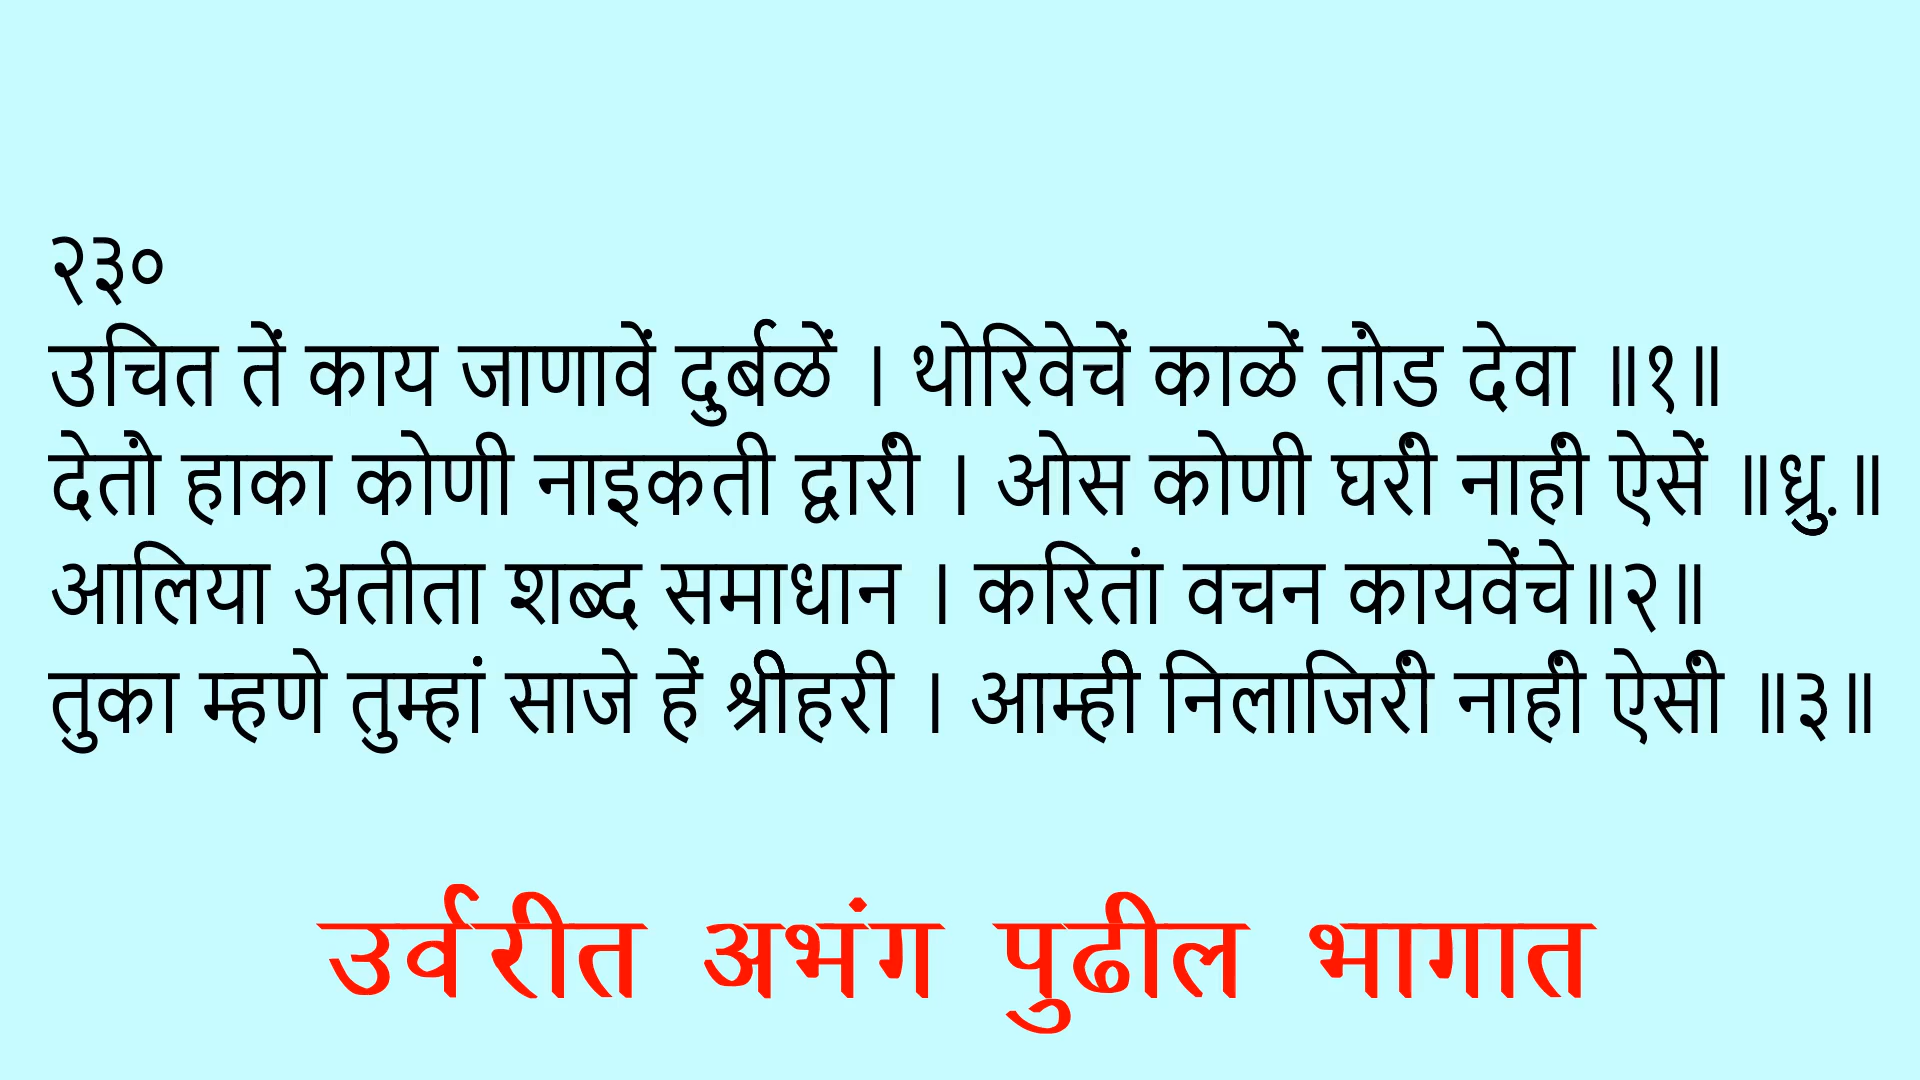 २३०
उचित तें काय जाणावें दुर्बळें । थोरिवेचें काळें तोंड देवा ॥१॥
देतों हाका कोणी नाइकती द्वारीं । ओस कोणी घरीं नाहीं ऐसें ॥ध्रु.॥
आलिया अतीता शब्द समाधान । करितां वचन कायवेंचे॥२॥
तुका म्हणे तुम्हां साजे हें श्रीहरी । आम्ही निलाजिरीं नाहीं ऐसीं ॥३॥
उर्वरीत अभंग पुढील भागात